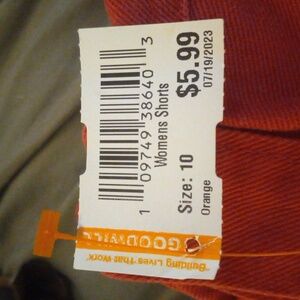 1 09749 38640 3
Womens Shorts
Size: 10
$5.99
Orange
07/19/2023
GOODWILL
"Building Lives That Work"